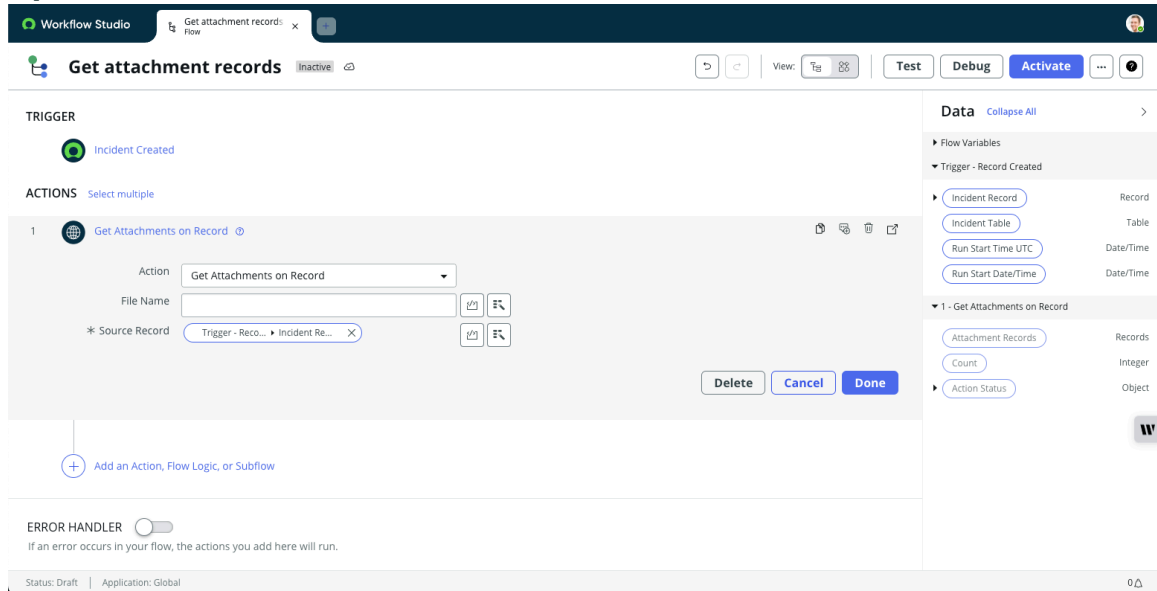 Workflow Studio
Get attachment records
Flow
Get attachment records Inactive
View: Test Debug Activate
TRIGGER
Incident Created
ACTIONS Select multiple
1 Get Attachments on Record
Action Get Attachments on Record
File Name
* Source Record Trigger - Reco... ▸ Incident Re... X
Delete Cancel Done
Add an Action, Flow Logic, or Subflow
ERROR HANDLER
If an error occurs in your flow, the actions you add here will run.
Data Collapse All
Flow Variables
Trigger - Record Created
Incident Record Record
Incident Table Table
Run Start Time UTC Date/Time
Run Start Date/Time Date/Time
1 - Get Attachments on Record
Attachment Records Records
Count Integer
Action Status Object
W
Status: Draft | Application: Global
0